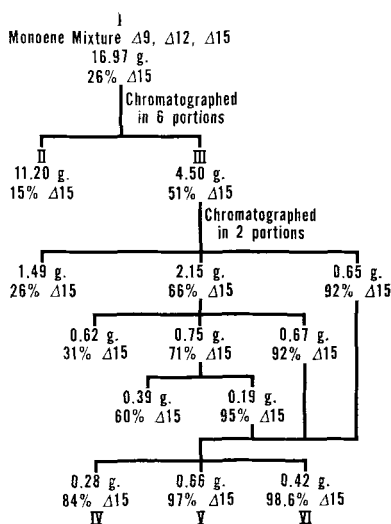 I
Monoene Mixture Δ9, Δ12, Δ15
16.97 g.
26% Δ15
Chromatographed
in 6 portions
II III
11.20 g. 4.50 g.
15% Δ15 51% Δ15
Chromatographed
in 2 portions
1.49 g. 2.15 g. 0.65 g.
26% Δ15 66% Δ15 92% Δ15
0.62 g. 0.75 g. 0.67 g.
31% Δ15 71% Δ15 92% Δ15
0.39 g. 0.19 g.
60% Δ15 95% Δ15
0.28 g. 0.66 g. 0.42 g.
84% Δ15 97% Δ15 98,6% Δ15
IV V VI